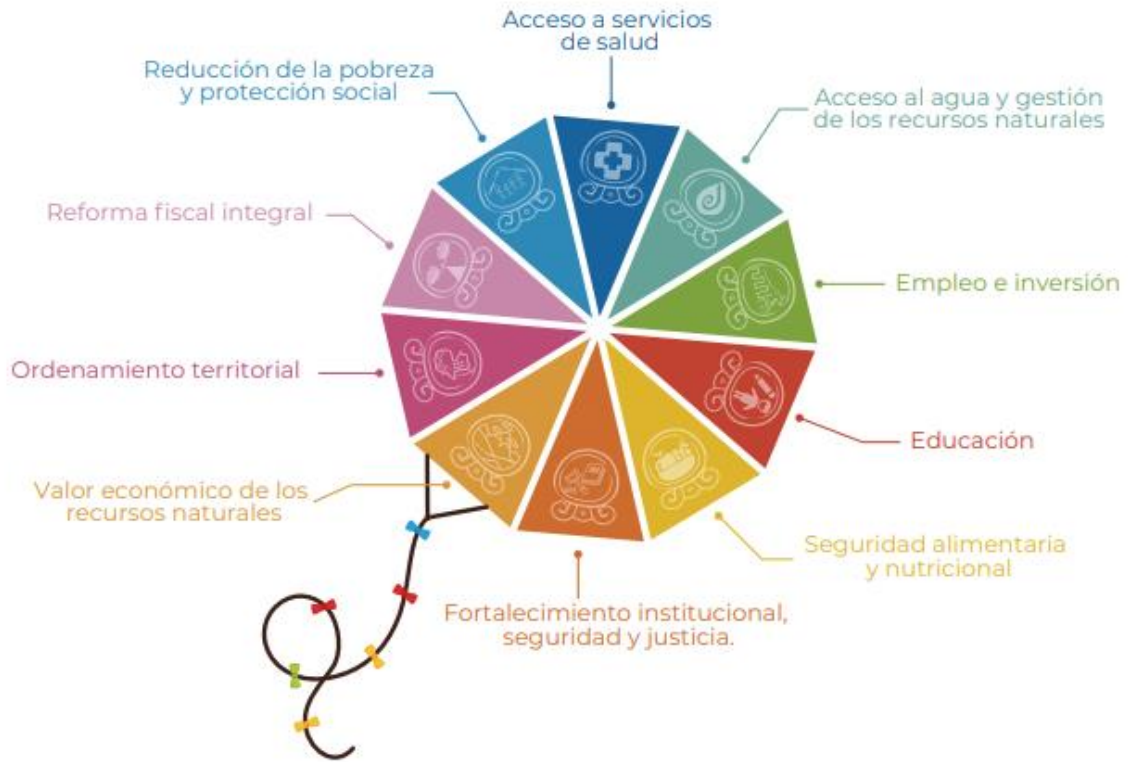 Acceso a servicios
de salud
Reducción de la pobreza
y protección social
Acceso al agua y gestión
de los recursos naturales
Reforma fiscal integral
Empleo e inversión
Ordenamiento territorial
Educación
Valor económico de los
recursos naturales
Seguridad alimentaria
y nutricional
Fortalecimiento institucional,
seguridad y justicia.